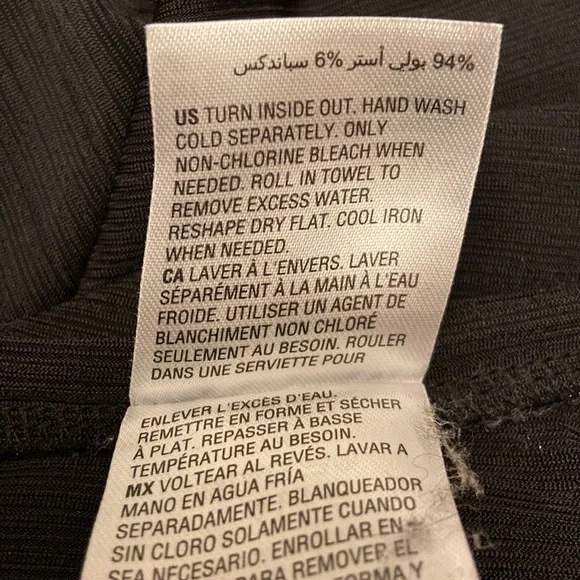 94% بولي أستر 6% سباندكس
US TURN INSIDE OUT. HAND WASH
COLD SEPARATELY. ONLY
NON-CHLORINE BLEACH WHEN
NEEDED. ROLL IN TOWEL TO
REMOVE EXCESS WATER.
RESHAPE DRY FLAT. COOL IRON
WHEN NEEDED.
CA LAVER À L'ENVERS. LAVER
SÉPARÉMENT À LA MAIN À L'EAU
FROIDE. UTILISER UN AGENT DE
BLANCHIMENT NON CHLORÉ
SEULEMENT AU BESOIN. ROULER
DANS UNE SERVIETTE POUR
ENLEVER L'EXCÈS D'EAU.
REMETTRE EN FORME ET SÉCHER
À PLAT. REPASSER À BASSE
TEMPÉRATURE AU BESOIN.
MX VOLTEAR AL REVÉS. LAVAR A
MANO EN AGUA FRÍA
SEPARADAMENTE. BLANQUEADOR
SIN CLORO SOLAMENTE CUANDO
SEA NECESARIO. ENROLLAR EN
PARA REMOVER EL
FORMA Y